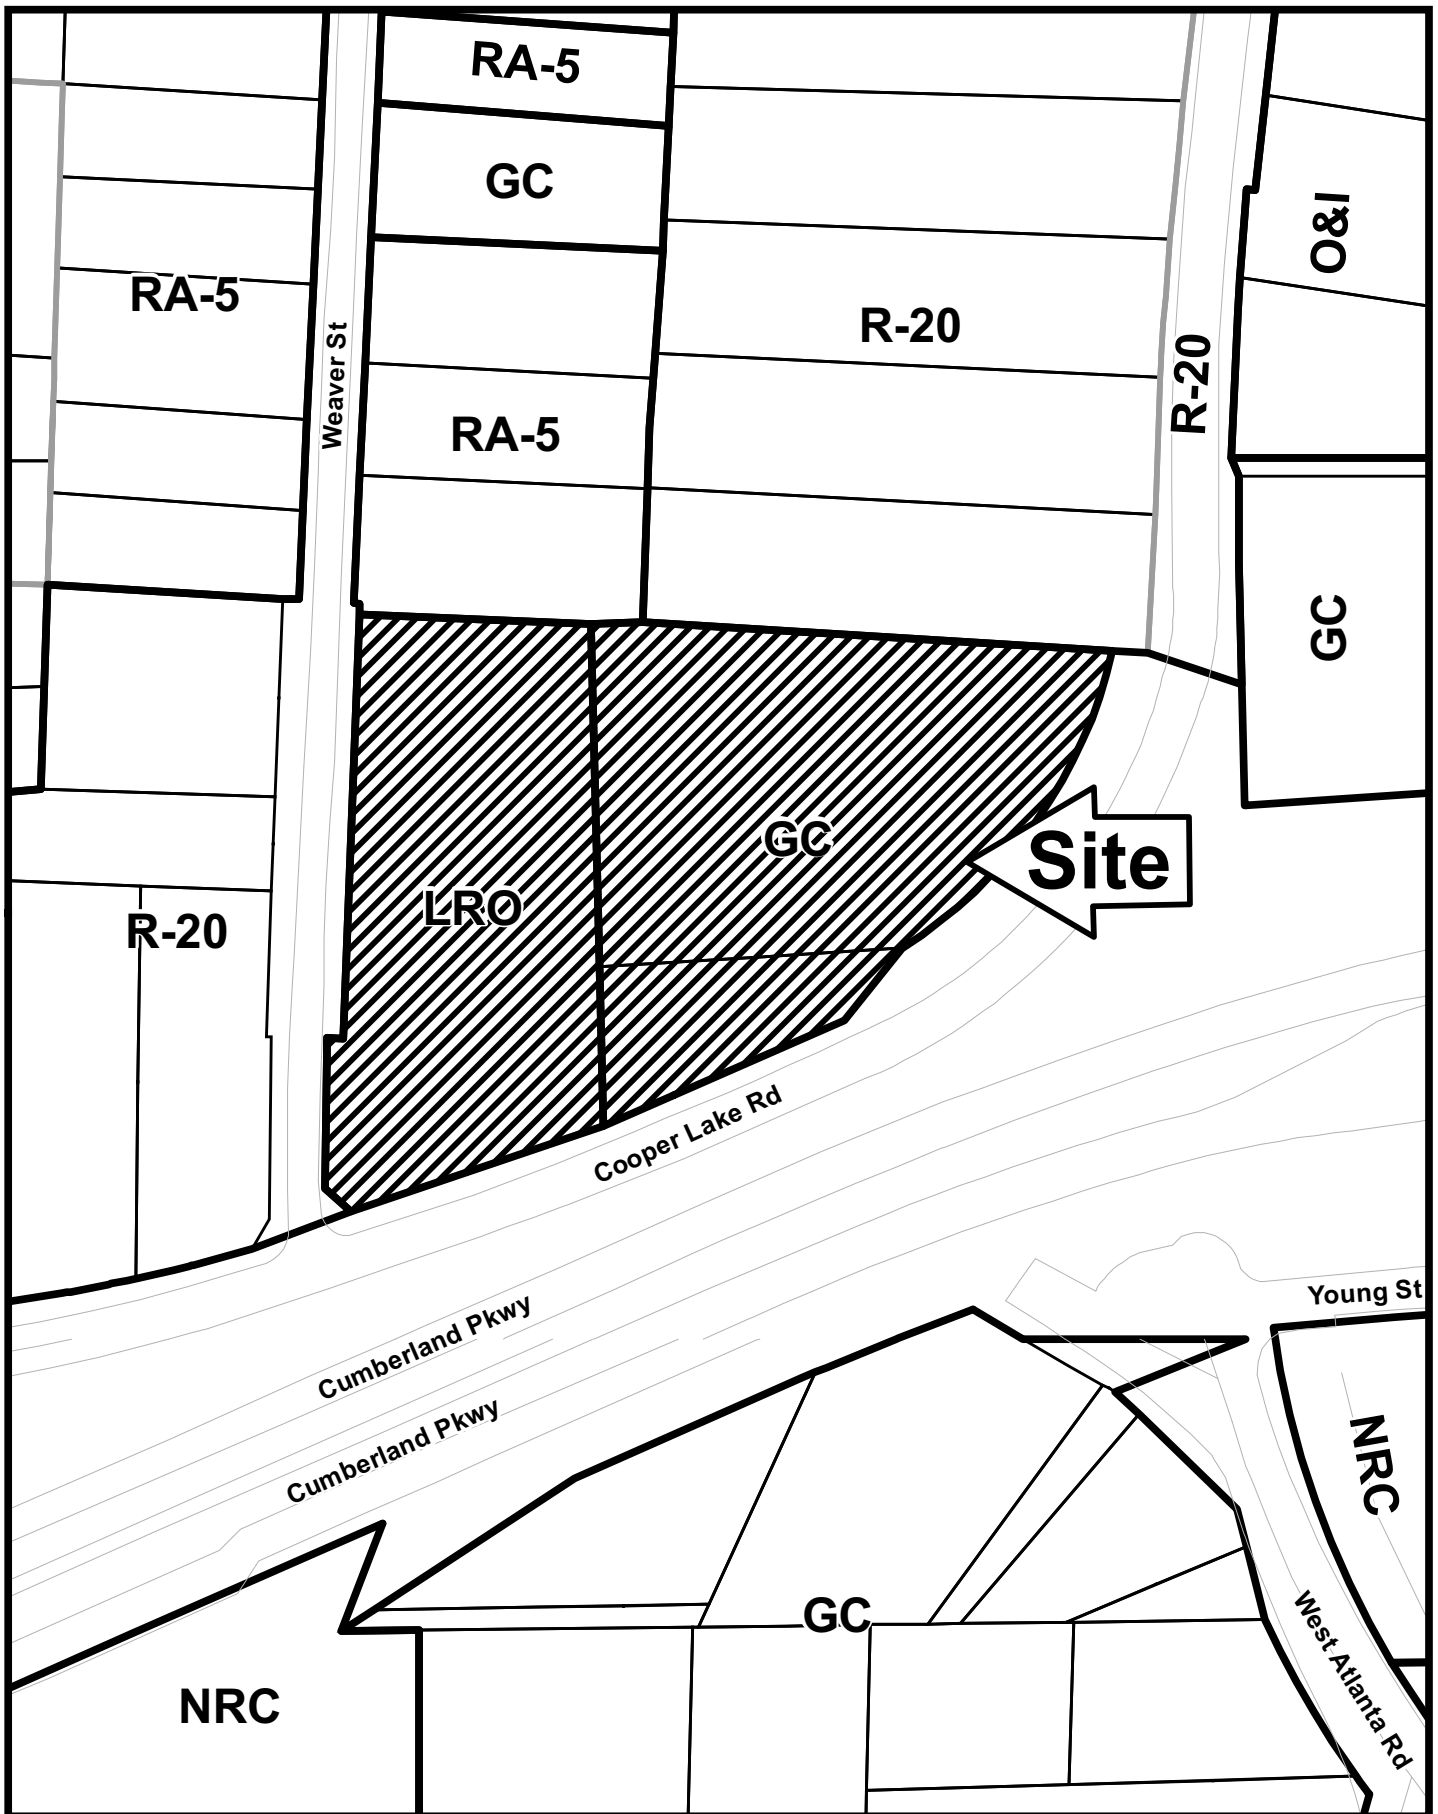 RA-5
GC
O&I
RA-5
R-20
Weaver St
R-20
RA-5
GC
GC
Site
LRO
R-20
Cooper Lake Rd
Young St
Cumberland Pkwy
Cumberland Pkwy
NRC
GC
West Atlanta Rd
NRC